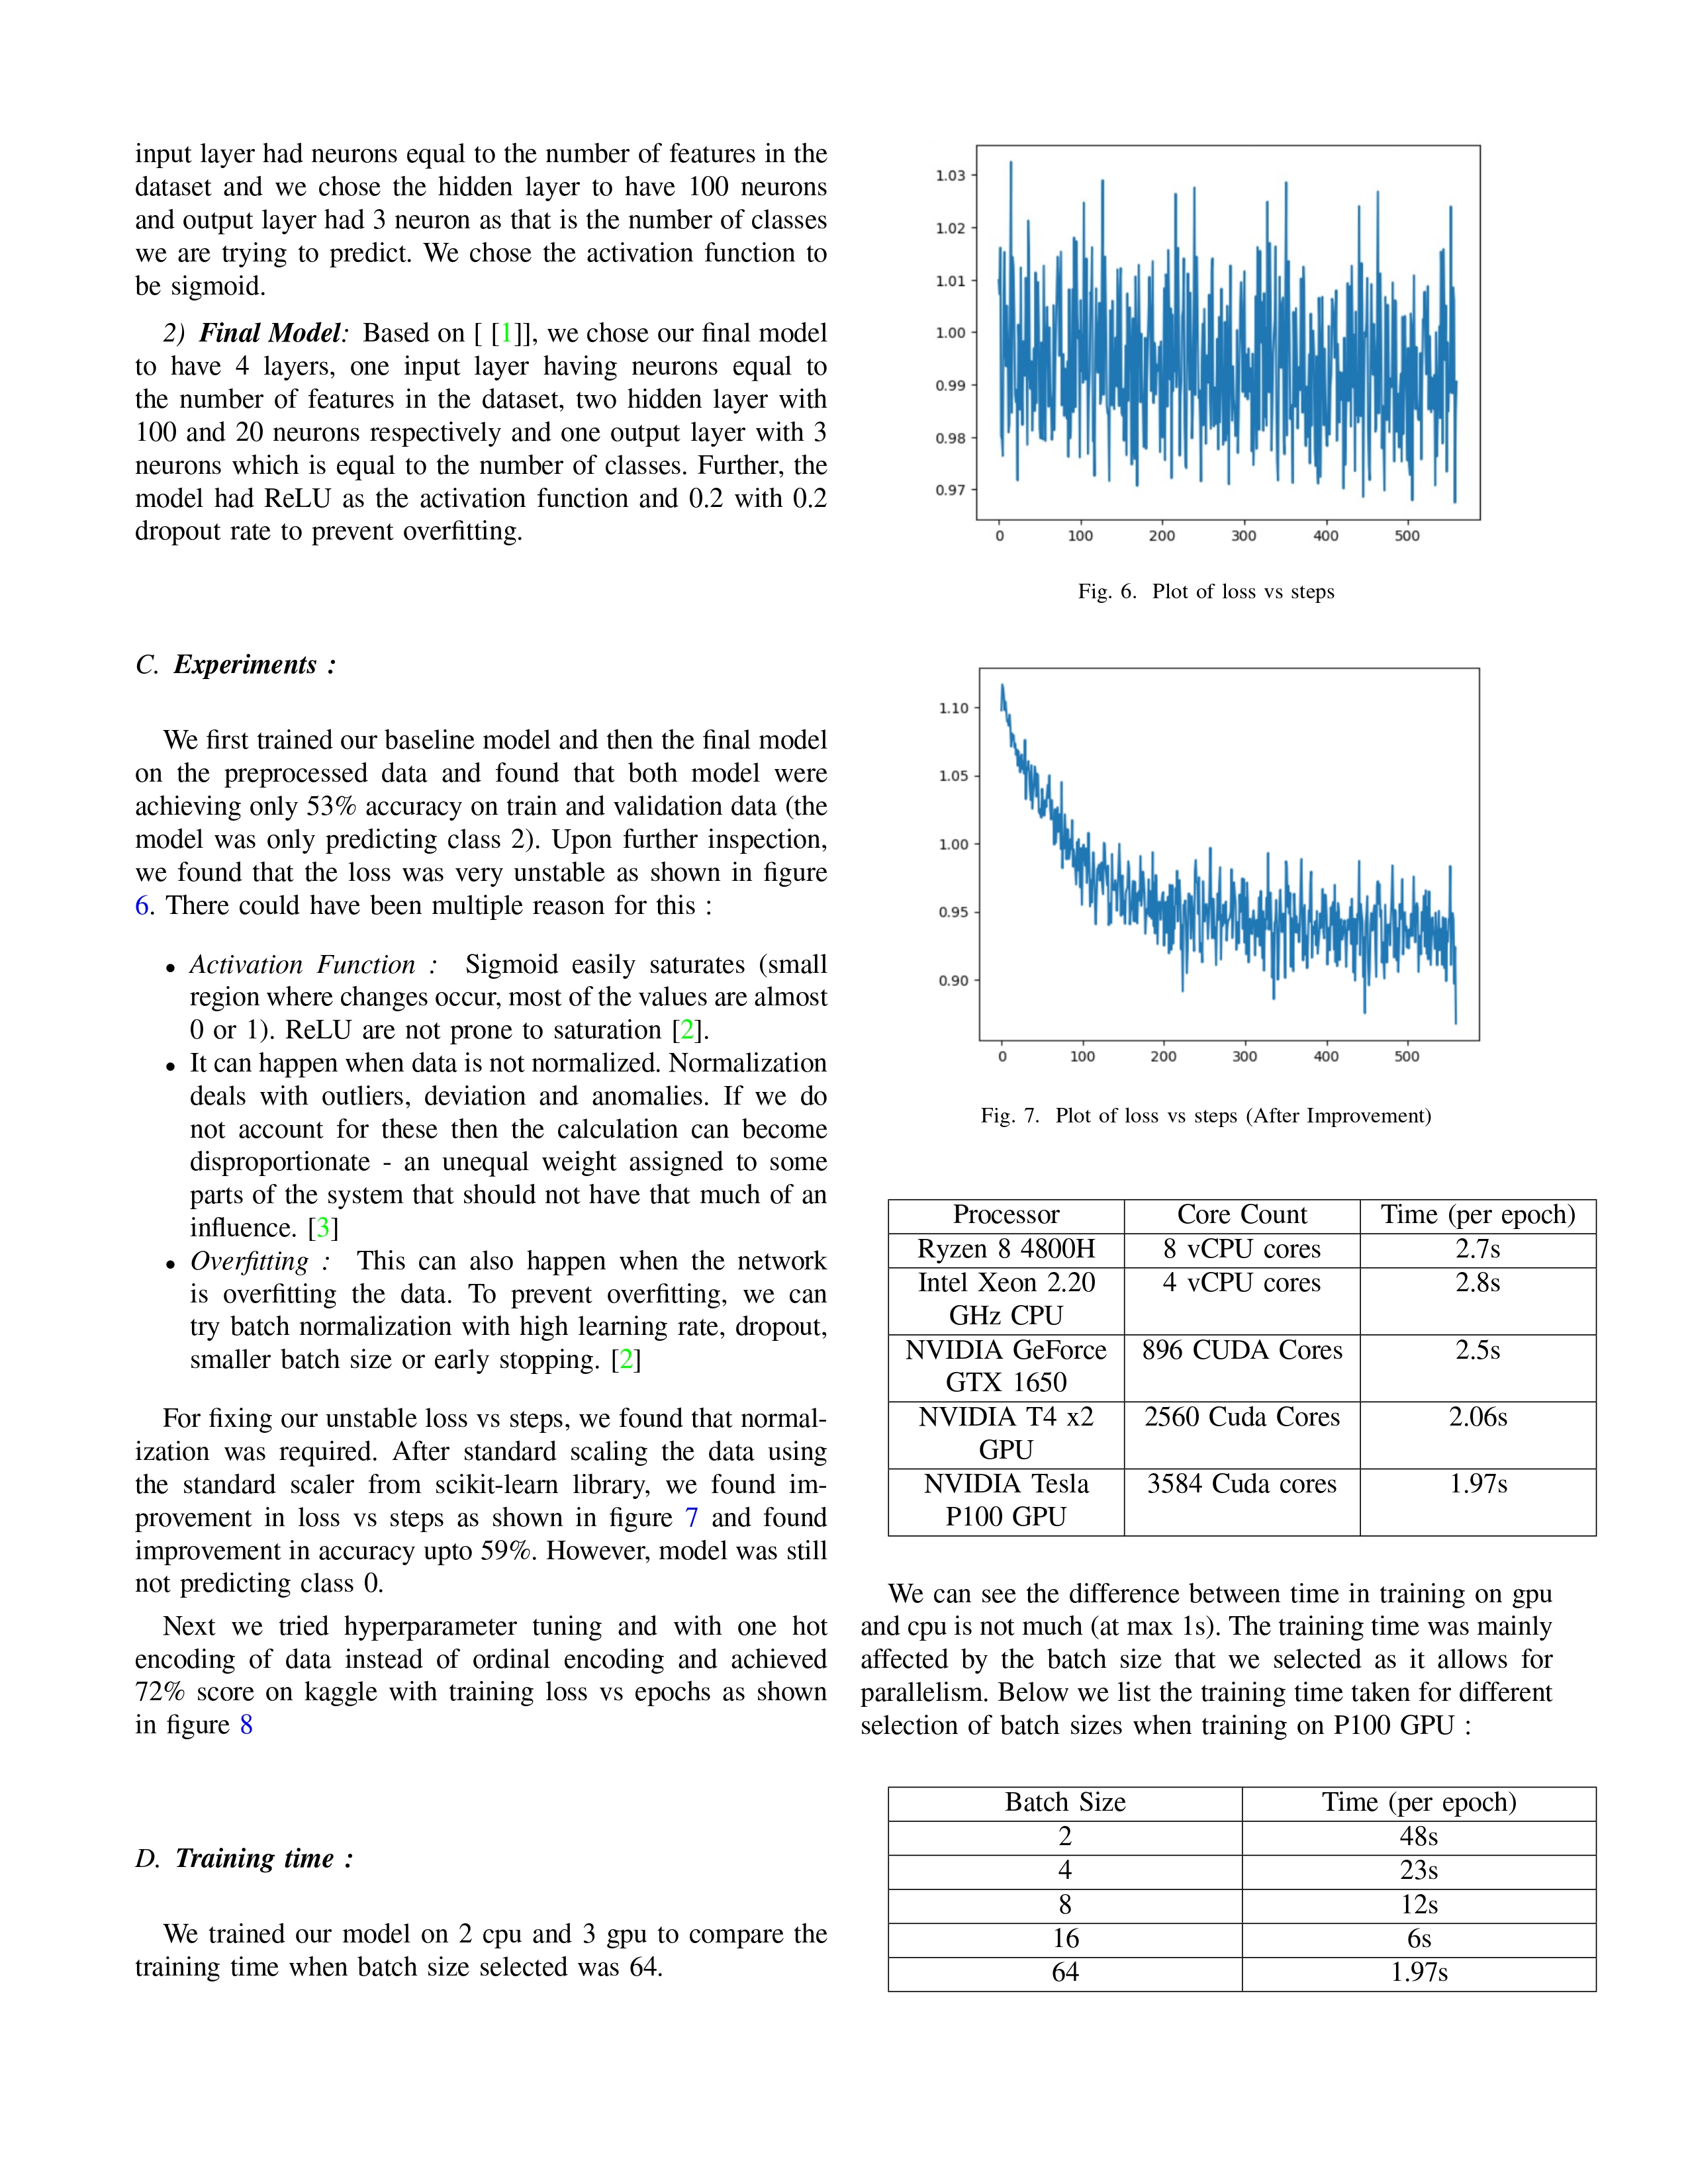 input layer had neurons equal to the number of features in the
dataset and we chose the hidden layer to have 100 neurons
and output layer had 3 neuron as that is the number of classes
we are trying to predict. We chose the activation function to
be sigmoid.
2) Final Model: Based on [ [1]], we chose our final model
to have 4 layers, one input layer having neurons equal to
the number of features in the dataset, two hidden layer with
100 and 20 neurons respectively and one output layer with 3
neurons which is equal to the number of classes. Further, the
model had ReLU as the activation function and 0.2 with 0.2
dropout rate to prevent overfitting.
C. Experiments :
We first trained our baseline model and then the final model
on the preprocessed data and found that both model were
achieving only 53% accuracy on train and validation data (the
model was only predicting class 2). Upon further inspection,
we found that the loss was very unstable as shown in figure
6. There could have been multiple reason for this :
• Activation Function : Sigmoid easily saturates (small
region where changes occur, most of the values are almost
0 or 1). ReLU are not prone to saturation [2].
• It can happen when data is not normalized. Normalization
deals with outliers, deviation and anomalies. If we do
not account for these then the calculation can become
disproportionate - an unequal weight assigned to some
parts of the system that should not have that much of an
influence. [3]
• Overfitting : This can also happen when the network
is overfitting the data. To prevent overfitting, we can
try batch normalization with high learning rate, dropout,
smaller batch size or early stopping. [2]
For fixing our unstable loss vs steps, we found that normal-
ization was required. After standard scaling the data using
the standard scaler from scikit-learn library, we found im-
provement in loss vs steps as shown in figure 7 and found
improvement in accuracy upto 59%. However, model was still
not predicting class 0.
Next we tried hyperparameter tuning and with one hot
encoding of data instead of ordinal encoding and achieved
72% score on kaggle with training loss vs epochs as shown
in figure 8
D. Training time :
We trained our model on 2 cpu and 3 gpu to compare the
training time when batch size selected was 64.
1.03
1.02
1.01
1.00
0.99
0.98
0.97
0 100 200 300 400 500
Fig. 6. Plot of loss vs steps
1.10
1.05
1.00
0.95
0.90
0 100 200 300 400 500
Fig. 7. Plot of loss vs steps (After Improvement)
Processor Core Count Time (per epoch)
Ryzen 8 4800H 8 vCPU cores 2.7s
Intel Xeon 2.20 4 vCPU cores 2.8s
GHz CPU
NVIDIA GeForce 896 CUDA Cores 2.5s
GTX 1650
NVIDIA T4 x2 2560 Cuda Cores 2.06s
GPU
NVIDIA Tesla 3584 Cuda cores 1.97s
P100 GPU
We can see the difference between time in training on gpu
and cpu is not much (at max 1s). The training time was mainly
affected by the batch size that we selected as it allows for
parallelism. Below we list the training time taken for different
selection of batch sizes when training on P100 GPU :
Batch Size Time (per epoch)
2 48s
4 23s
8 12s
16 6s
64 1.97s